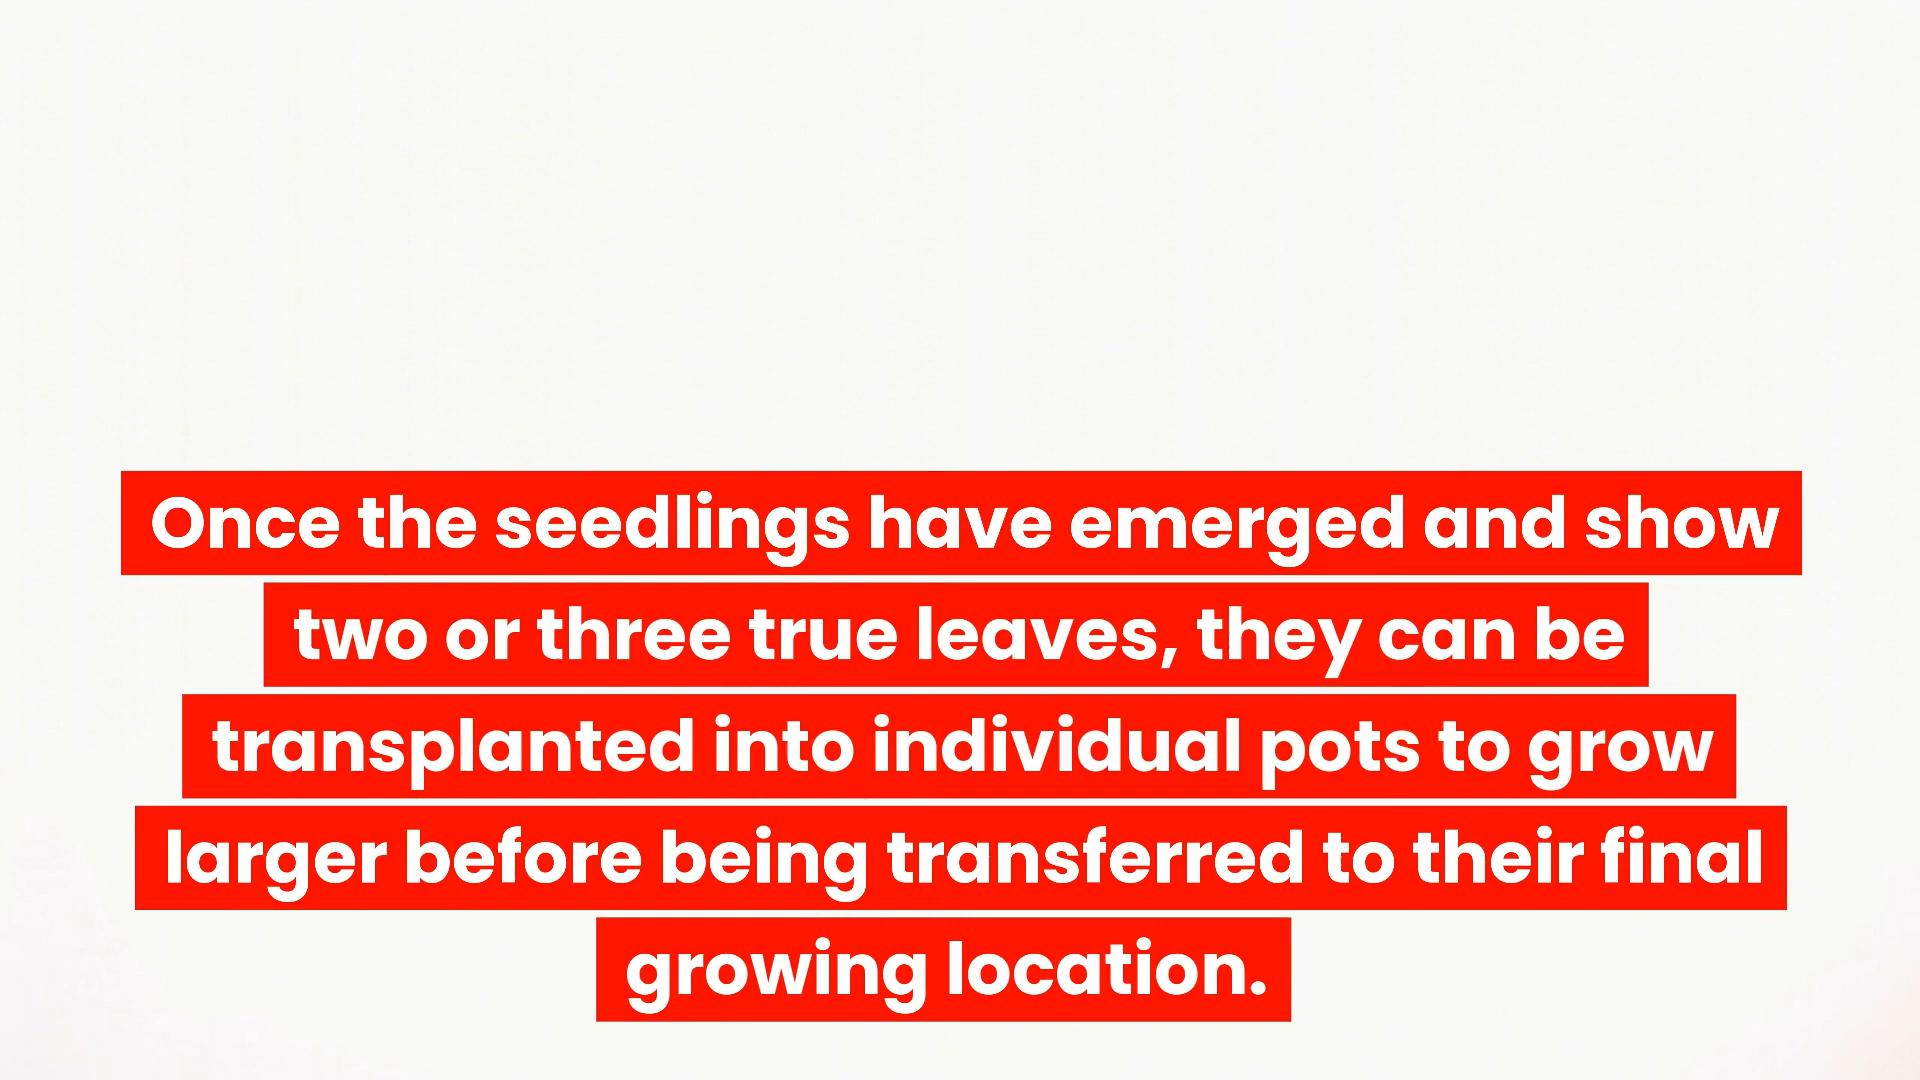 Once the seedlings have emerged and show
two or three true leaves, they can be
transplanted into individual pots to grow
larger before being transferred to their final
growing location.